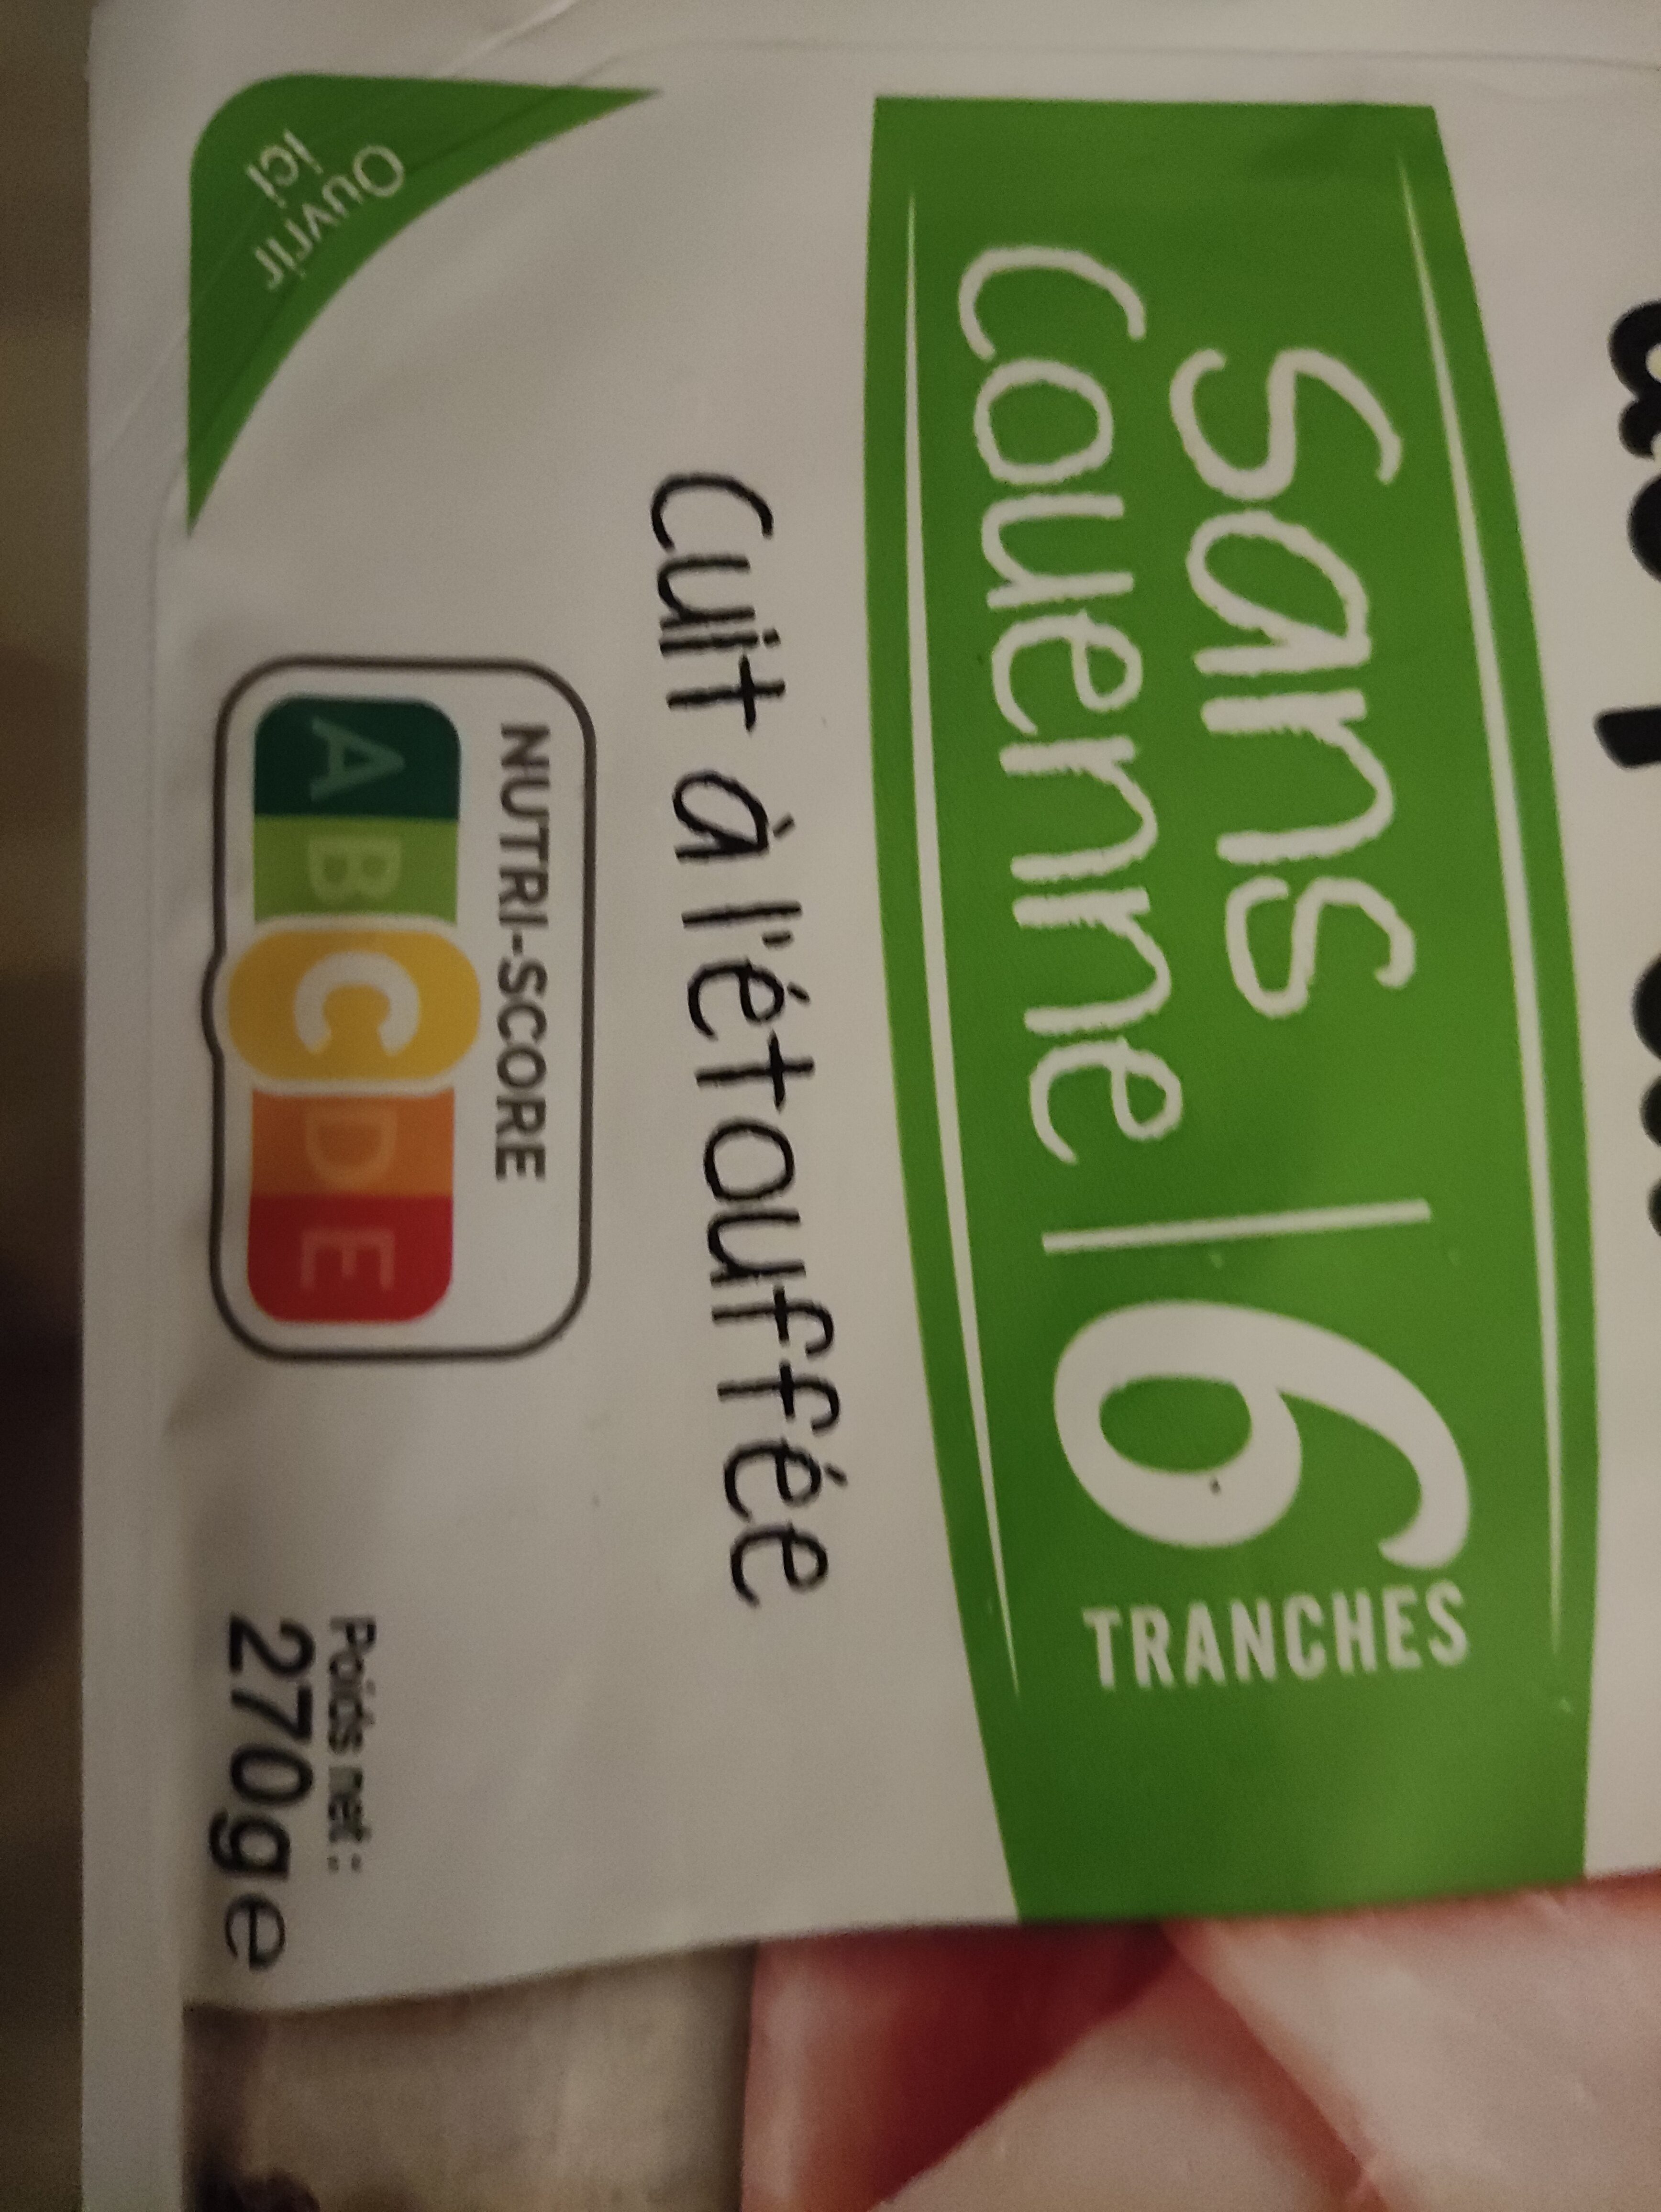 Sans
couenne
6
TRANCHES
Cuit à l'étouffée
Ouvrir
ici
NUTRI-SCORE
A B C D E
Poids net :
270g e